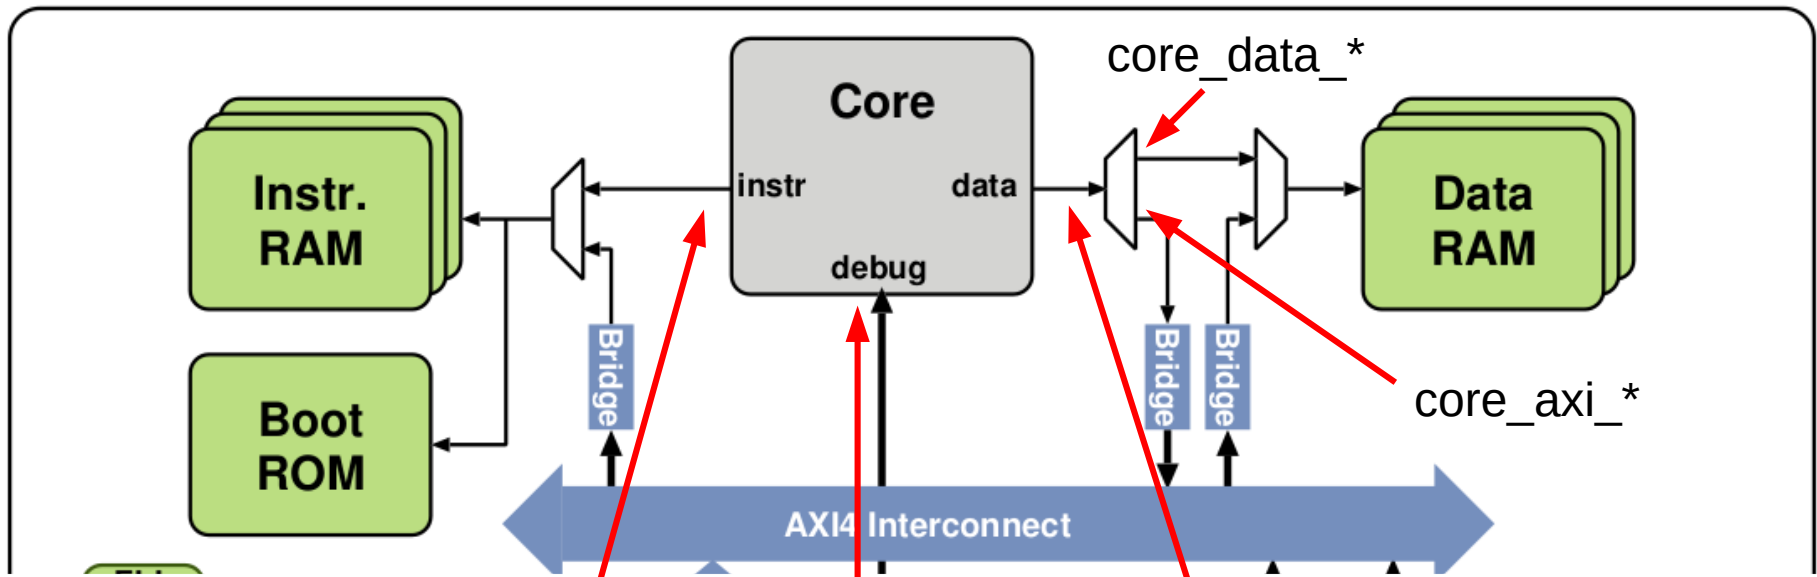 core_data_*
Core
Instr.
RAM
instr
data
Data
RAM
debug
Bridge
Bridge
Bridge
core_axi_*
Boot
ROM
AXI4 Interconnect